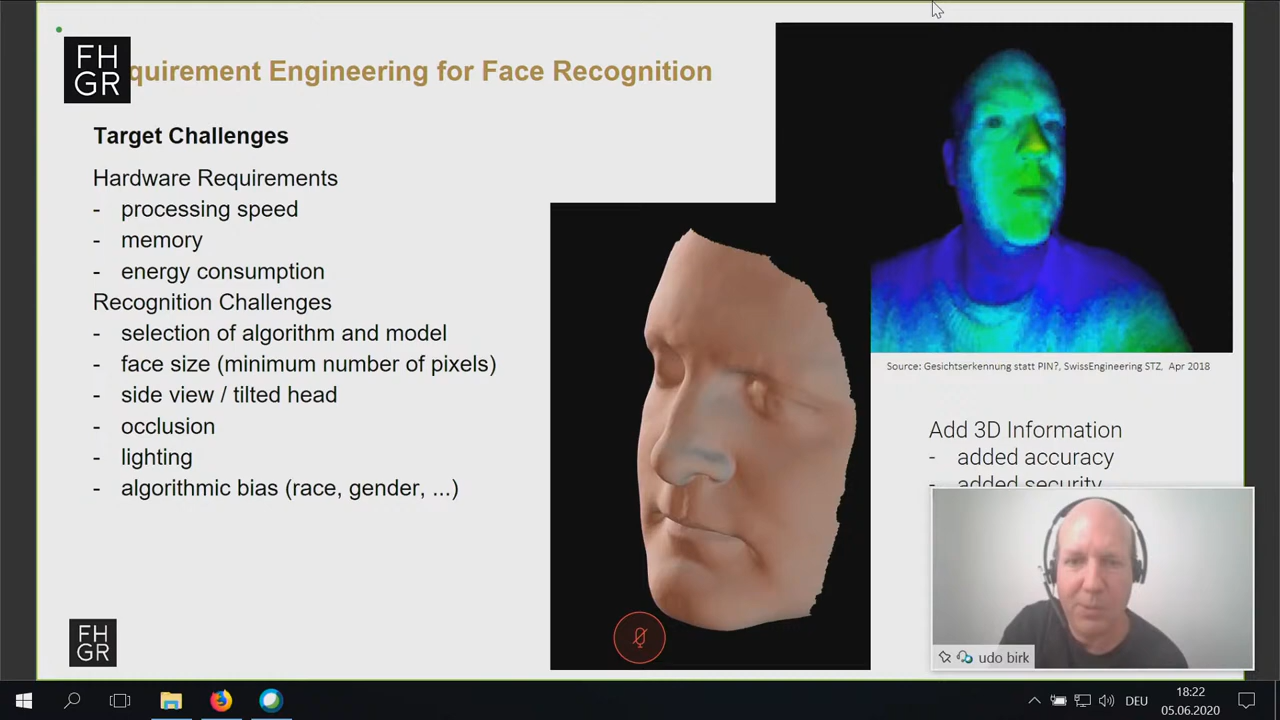 FH
GR
quirement Engineering for Face Recognition
Target Challenges
Hardware Requirements
- processing speed
- memory
- energy consumption
Recognition Challenges
- selection of algorithm and model
- face size (minimum number of pixels)
- side view / tilted head
- occlusion
- lighting
- algorithmic bias (race, gender, ...)
Source: Gesichtserkennung statt PIN?, SwissEngineering STZ, Apr 2018
Add 3D Information
- added accuracy
- added security
udo birk
FH
GR
DEU
18:22
05.06.2020